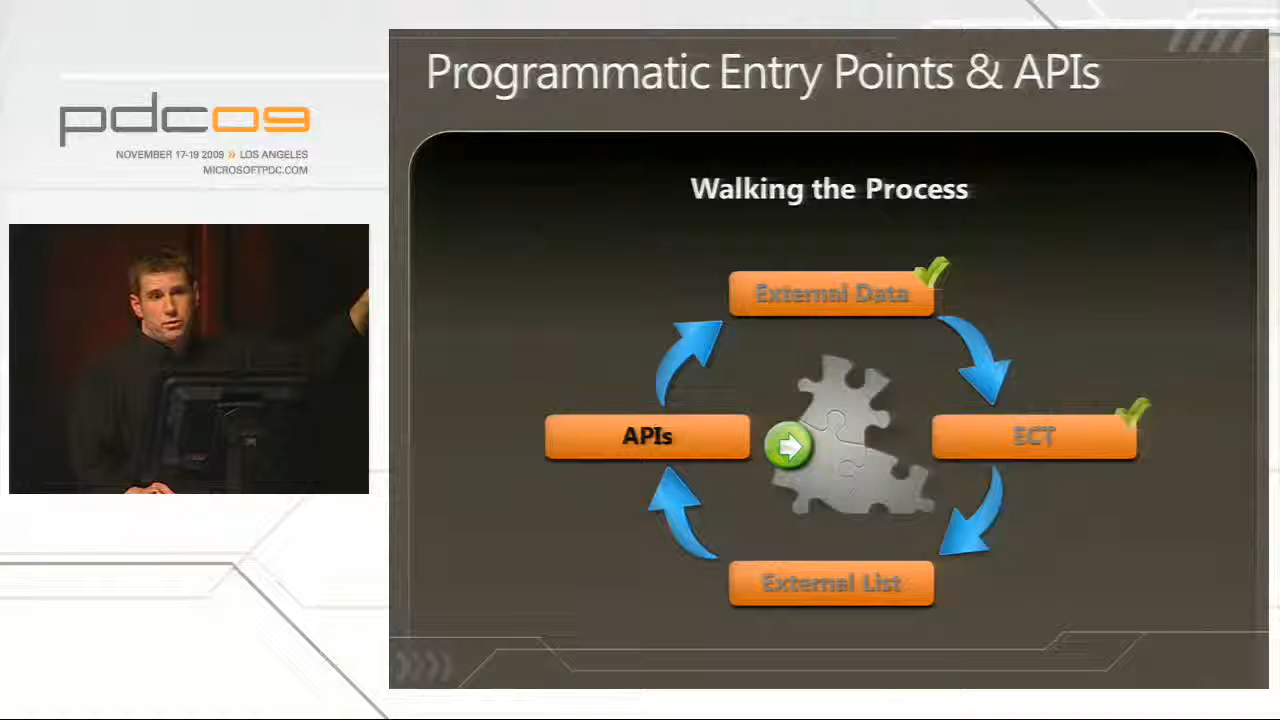 pdc09
NOVEMBER 17-19 2009 » LOS ANGELES
MICROSOFTPDC.COM
Programmatic Entry Points & APIs
Walking the Process
External Data
APIs
ECT
External List